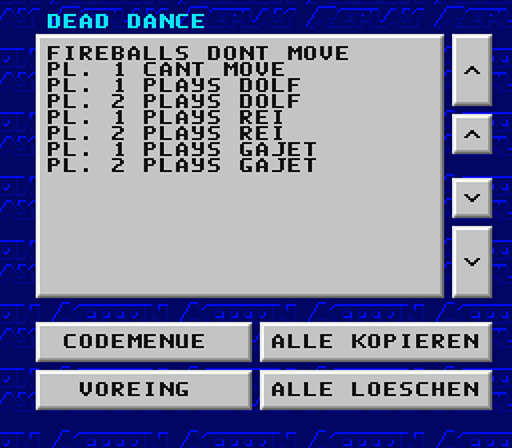 DEAD DANCE
FIREBALLS DONT MOVE
PL. 1 CANT MOVE
PL. 1 PLAYS DOLF
PL. 2 PLAYS DOLF
PL. 1 PLAYS REI
PL. 2 PLAYS REI
PL. 1 PLAYS GAJET
PL. 2 PLAYS GAJET
CODEMENUE
ALLE KOPIEREN
VOREING
ALLE LOESCHEN